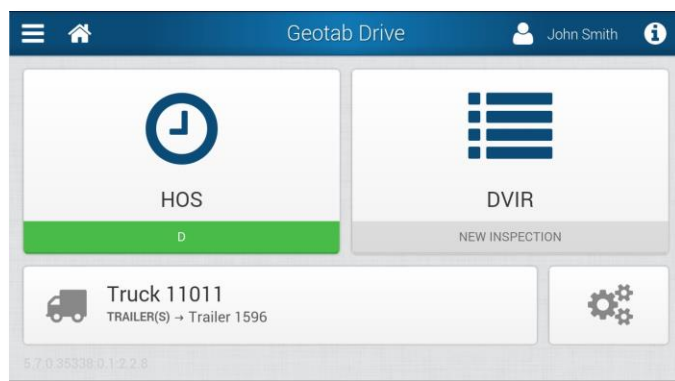 Geotab Drive
John Smith
HOS
DVIR
D
NEW INSPECTION
Truck 11011
TRAILER(S) → Trailer 1596
5.7.0.35338.0.1:2.2.8